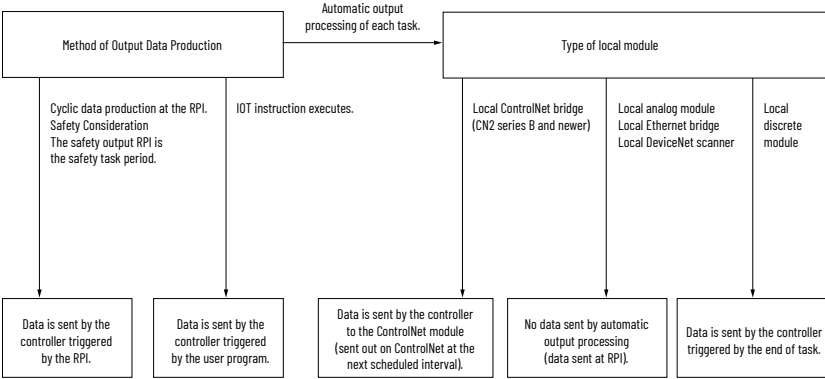 Automatic output
processing of each task.
Method of Output Data Production
Type of local module
Cyclic data production at the RPI.
Safety Consideration
The safety output RPI is
the safety task period.
IOT instruction executes.
Local ControlNet bridge
(CN2 series B and newer)
Local analog module
Local Ethernet bridge
Local DeviceNet scanner
Local
discrete
module
Data is sent by the
controller triggered
by the RPI.
Data is sent by the
controller triggered
by the user program.
Data is sent by the controller
to the ControlNet module
(sent out on ControlNet at the
next scheduled interval).
No data sent by automatic
output processing
(data sent at RPI).
Data is sent by the controller
triggered by the end of task.